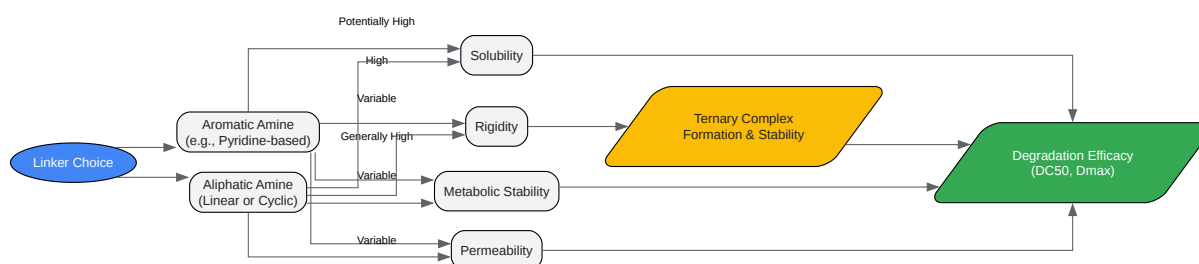 Potentially High
Solubility
High
Variable
Aromatic Amine
(e.g., Pyridine-based)
Rigidity
Ternary Complex
Formation & Stability
Generally High
Linker Choice
Degradation Efficacy
(DC50, Dmax)
Aliphatic Amine
(Linear or Cyclic)
Variable
Metabolic Stability
Variable
Permeability